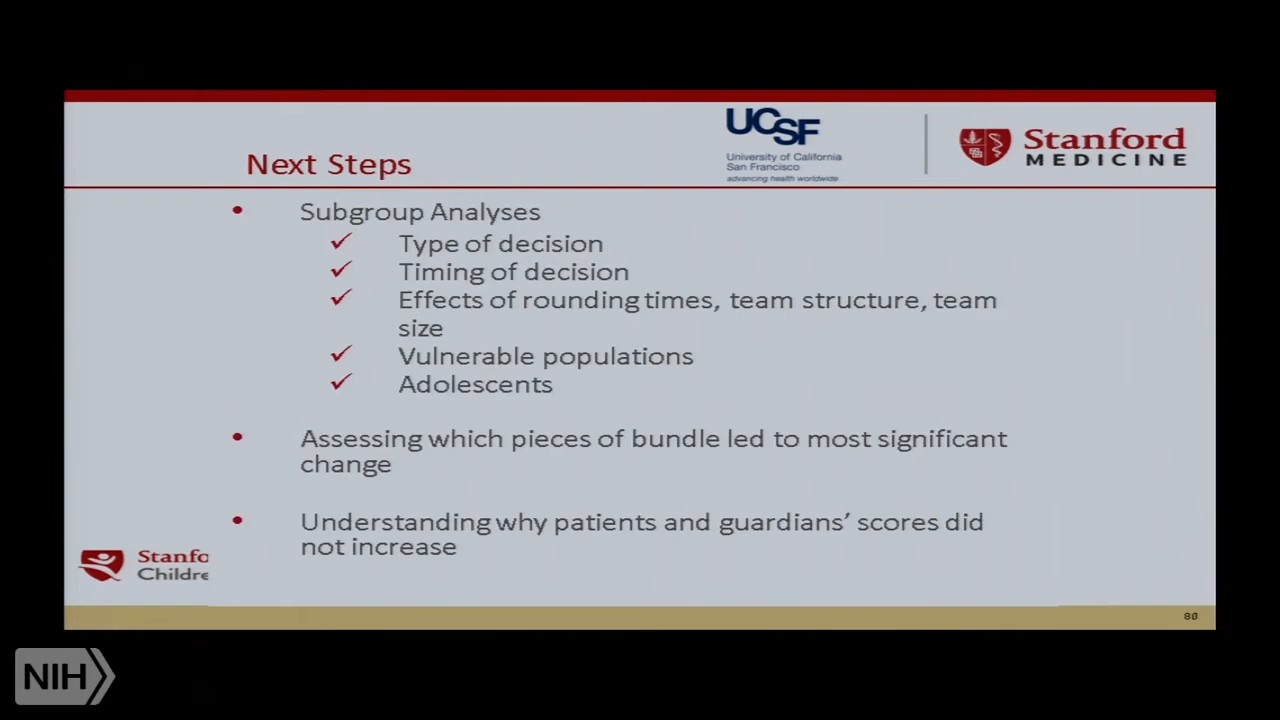 UCSF
University of California
San Francisco
advancing health worldwide
Stanford
MEDICINE
Next Steps
• Subgroup Analyses
✓ Type of decision
✓ Timing of decision
✓ Effects of rounding times, team structure, team
size
✓ Vulnerable populations
✓ Adolescents
• Assessing which pieces of bundle led to most significant
change
• Understanding why patients and guardians’ scores did
not increase
Stanfo
Childre
NIH